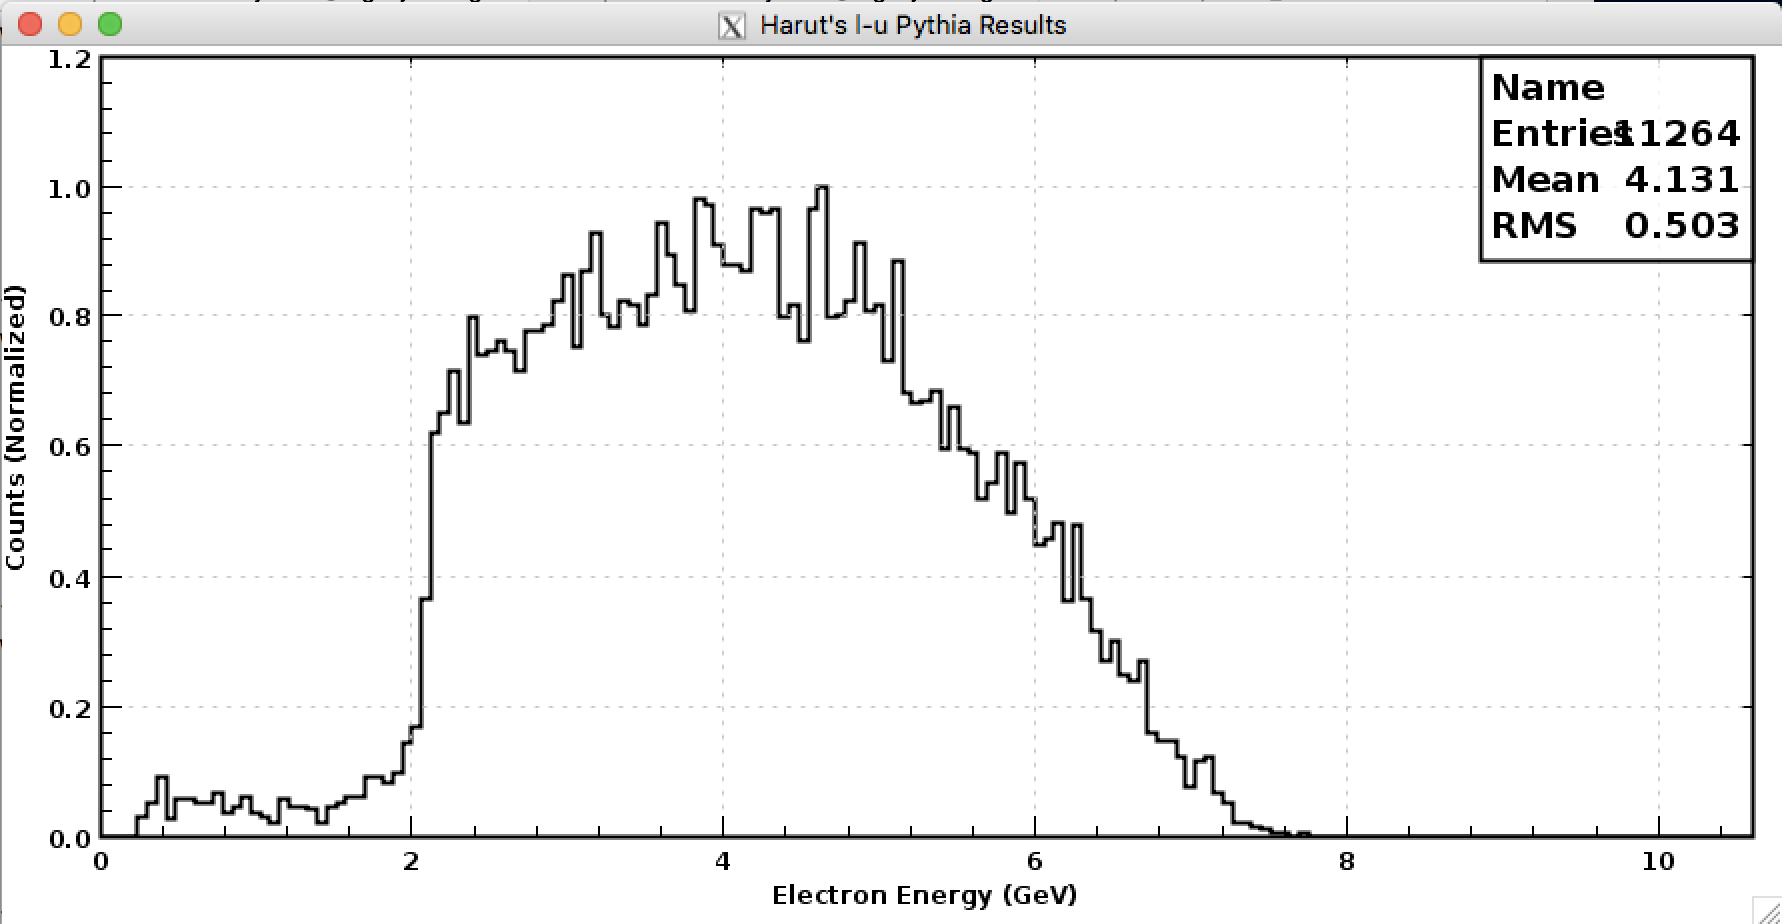 Harut's l-u Pythia Results
1.2
1.0
0.8
0.6
0.4
0.2
0.0
Counts (Normalized)
Name
Entries 11264
Mean 4.131
RMS 0.503
0 2 4 6 8 10
Electron Energy (GeV)